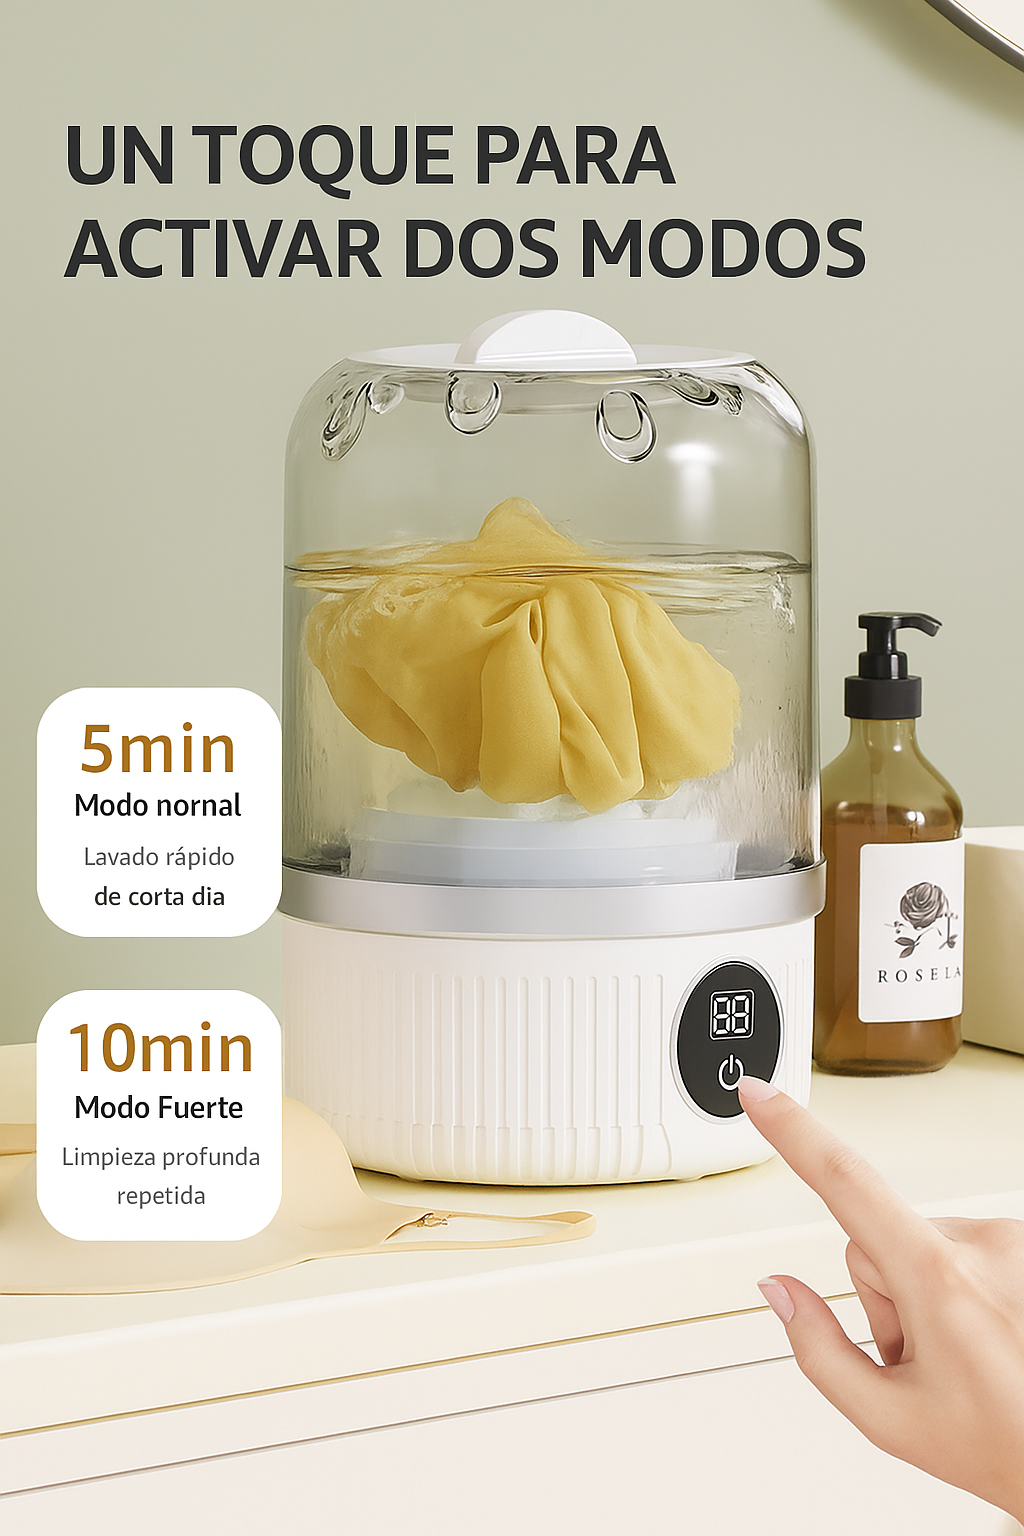 UN TOQUE PARA
ACTIVAR DOS MODOS
5min
Modo nornal
Lavado rápido
de corta dia
10min
Modo Fuerte
Limpieza profunda
repetida
88
ROSELA